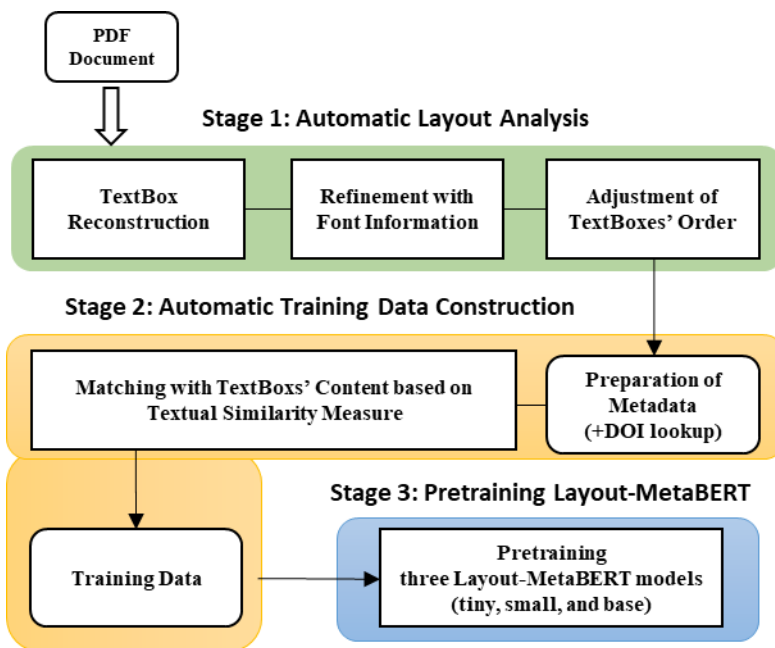 PDF
Document
Stage 1: Automatic Layout Analysis
TextBox
Reconstruction
Refinement with
Font Information
Adjustment of
TextBoxes' Order
Stage 2: Automatic Training Data Construction
Matching with TextBoxs' Content based on
Textual Similarity Measure
Preparation of
Metadata
(+DOI lookup)
Stage 3: Pretraining Layout-MetaBERT
Training Data
Pretraining
three Layout-MetaBERT models
(tiny, small, and base)